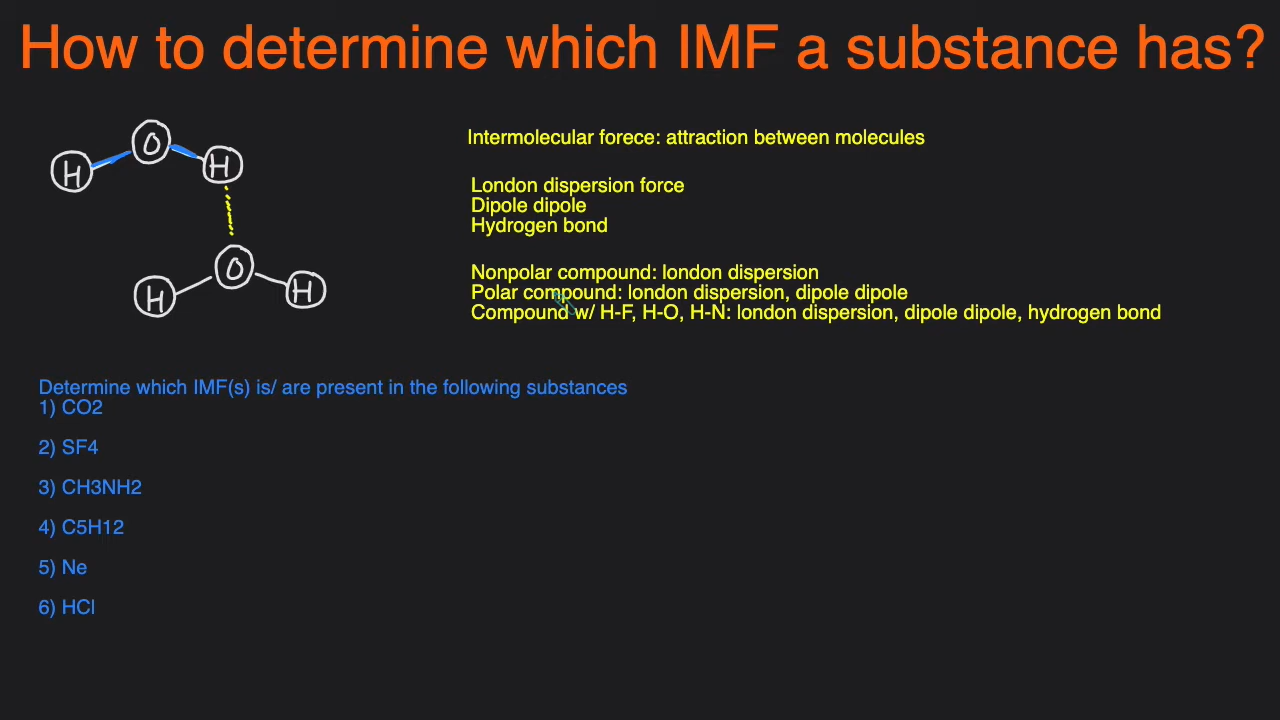 How to determine which IMF a substance has?
O
H
H
O
H
H
Intermolecular forece: attraction between molecules
London dispersion force
Dipole dipole
Hydrogen bond
Nonpolar compound: london dispersion
Polar compound: london dispersion, dipole dipole
Compound w/ H-F, H-O, H-N: london dispersion, dipole dipole, hydrogen bond
Determine which IMF(s) is/ are present in the following substances
1) CO2
2) SF4
3) CH3NH2
4) C5H12
5) Ne
6) HCl